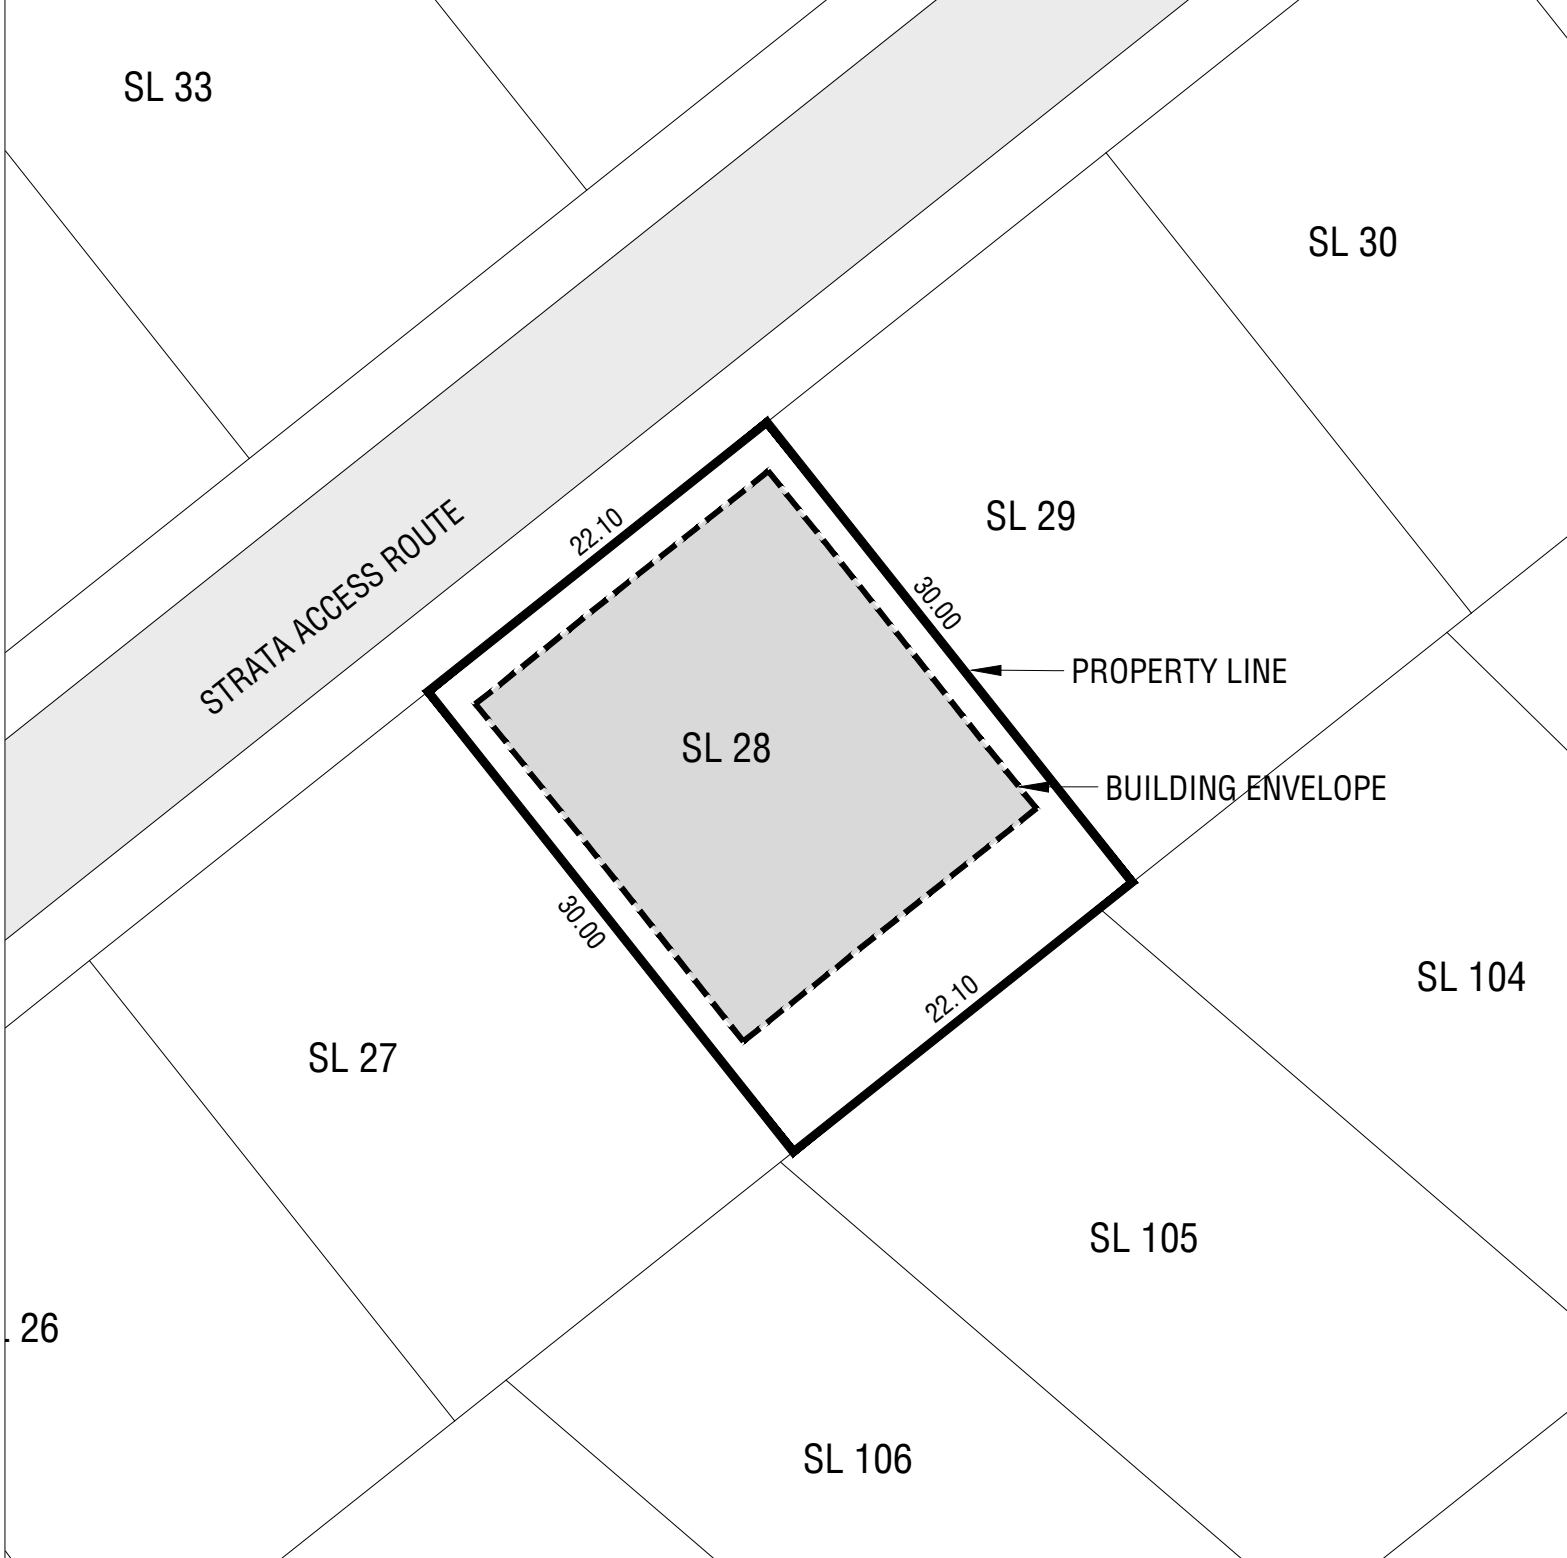 SL 33
SL 30
SL 29
22.10
STRATA ACCESS ROUTE
30.00
PROPERTY LINE
SL 28
BUILDING ENVELOPE
30.00
SL 104
22.10
SL 27
SL 105
26
SL 106